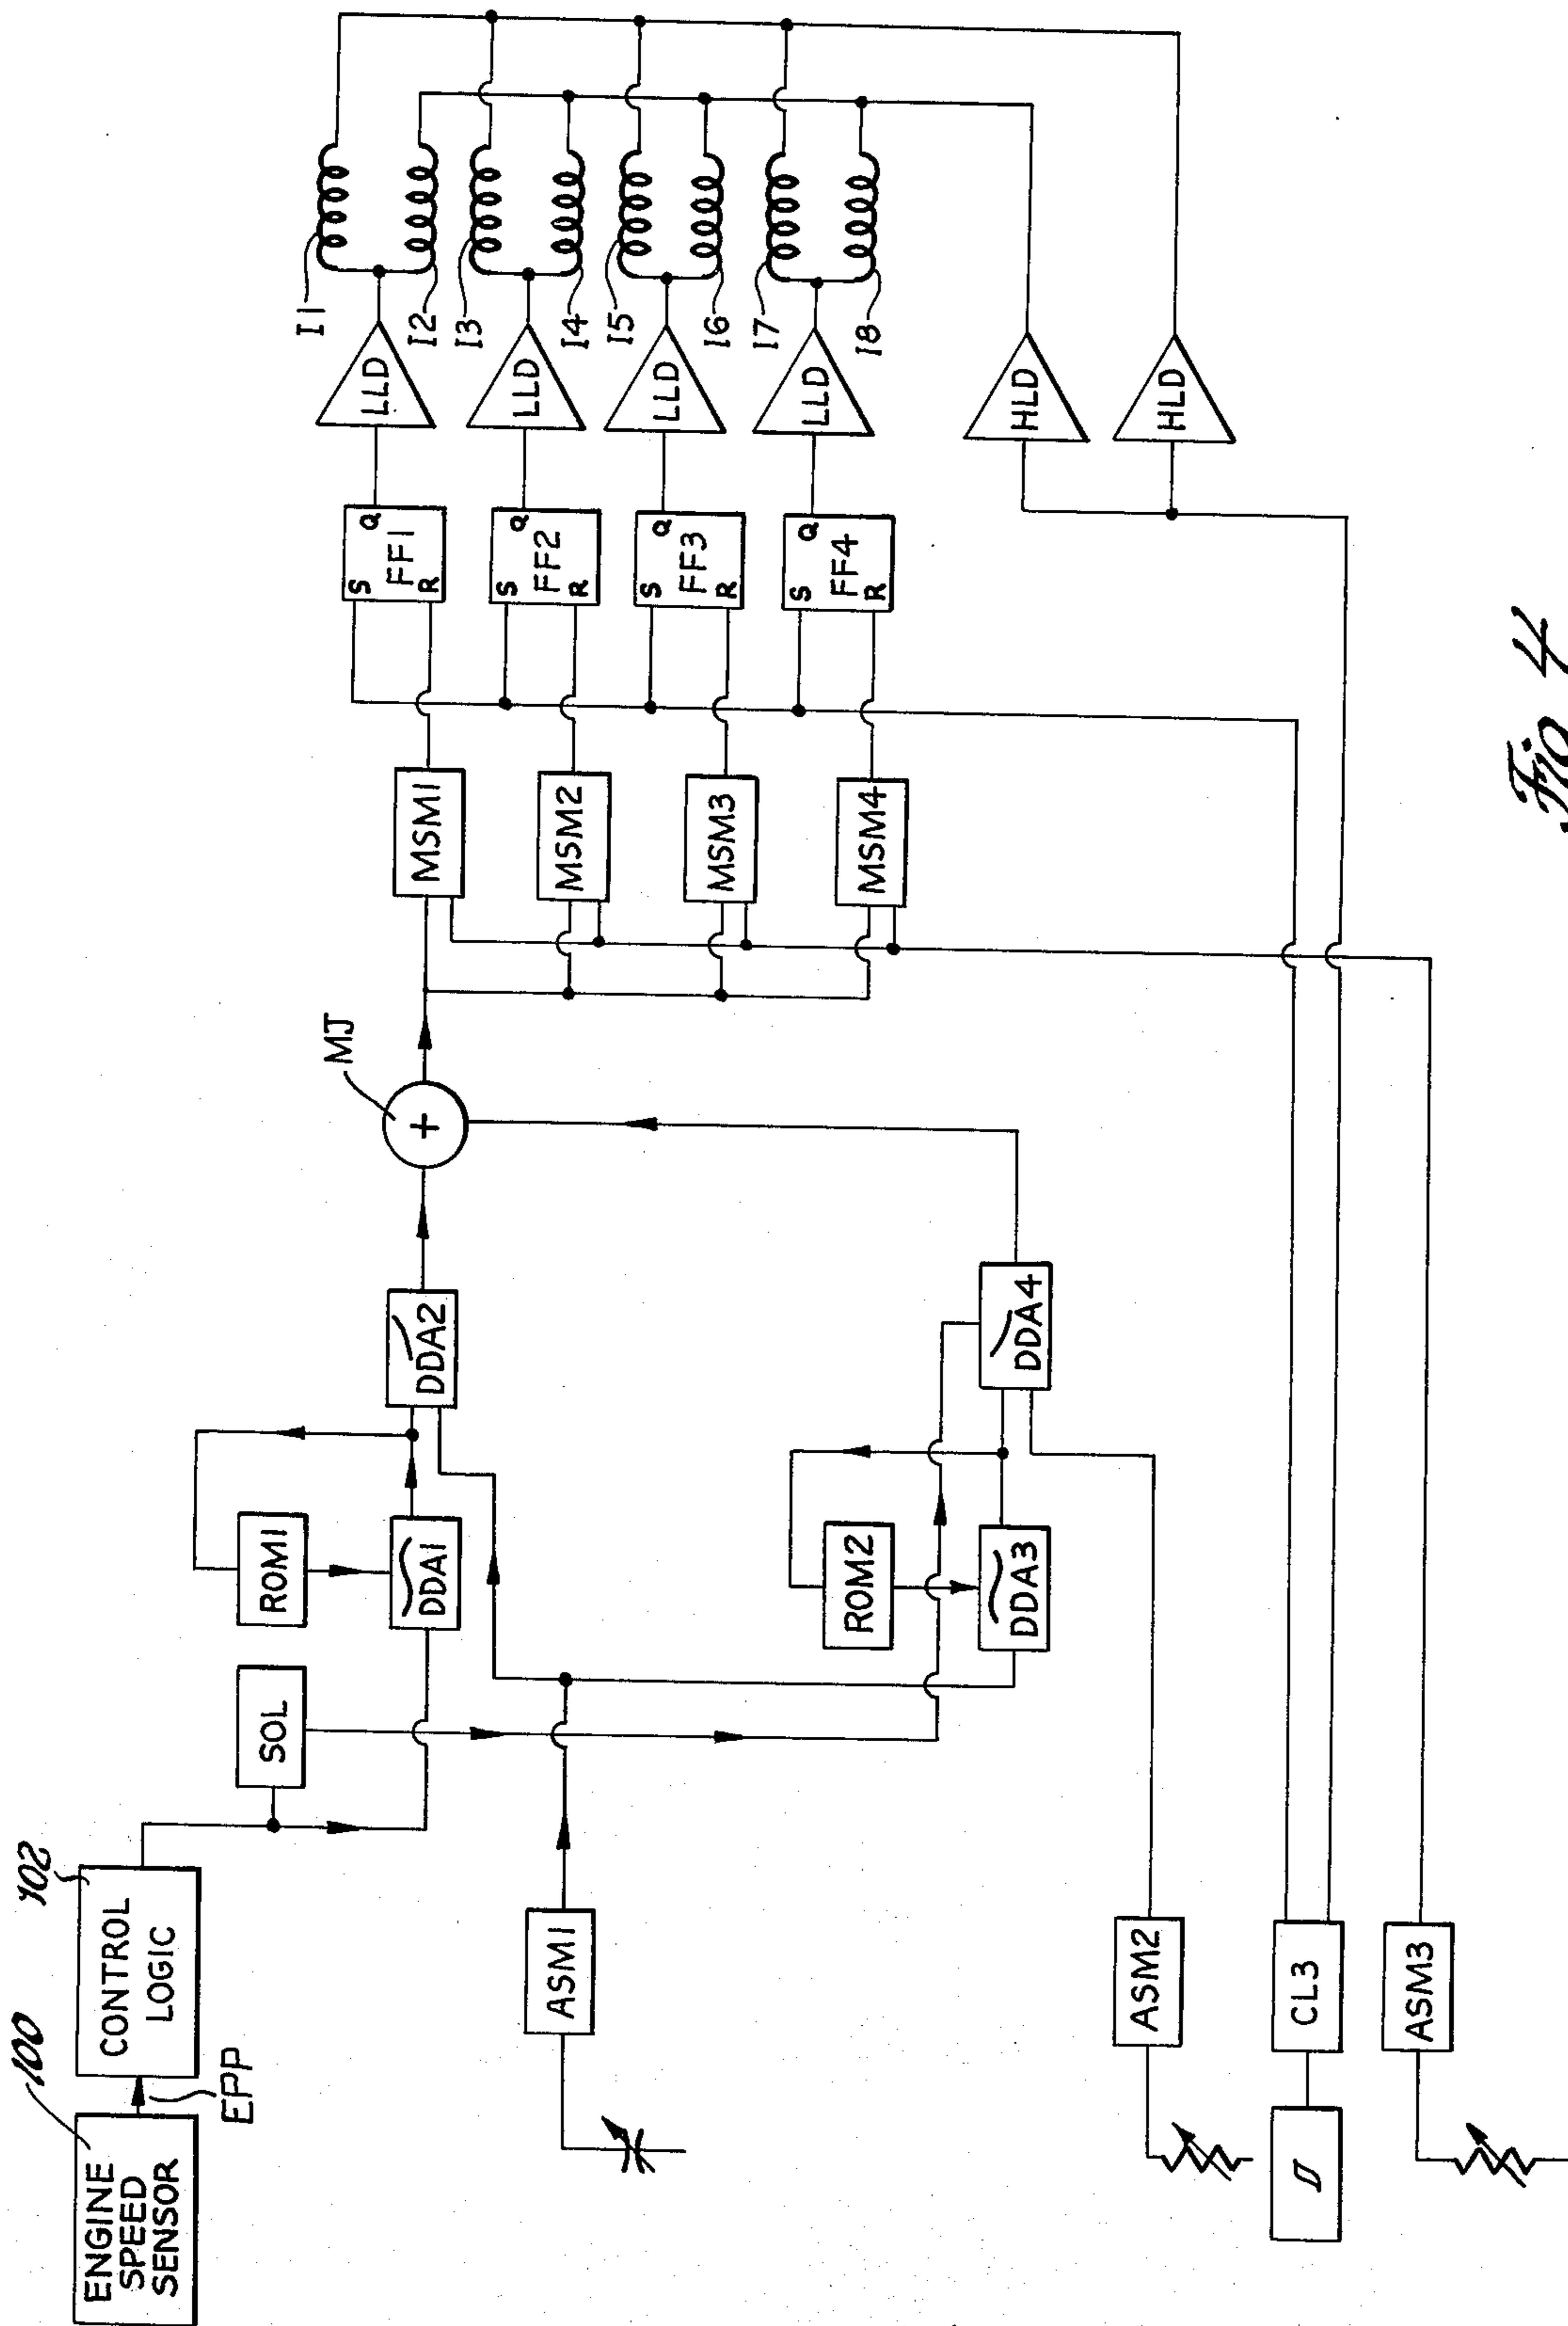 100
102
ENGINE
SPEED
SENSOR
EPP
CONTROL
LOGIC
SOL
ROM1
DDA1
DDA2
MJ
+
ASM1
ROM2
DDA3
DDA4
ASM2
CL3
ASM3
MSM1
MSM2
MSM3
MSM4
S
Q
FF1
R
S
Q
FF2
R
S
Q
FF3
R
S
Q
FF4
R
LLD
LLD
LLD
LLD
HLD
HLD
I1
I2
I3
I4
I5
I6
I7
I8
Fig 4